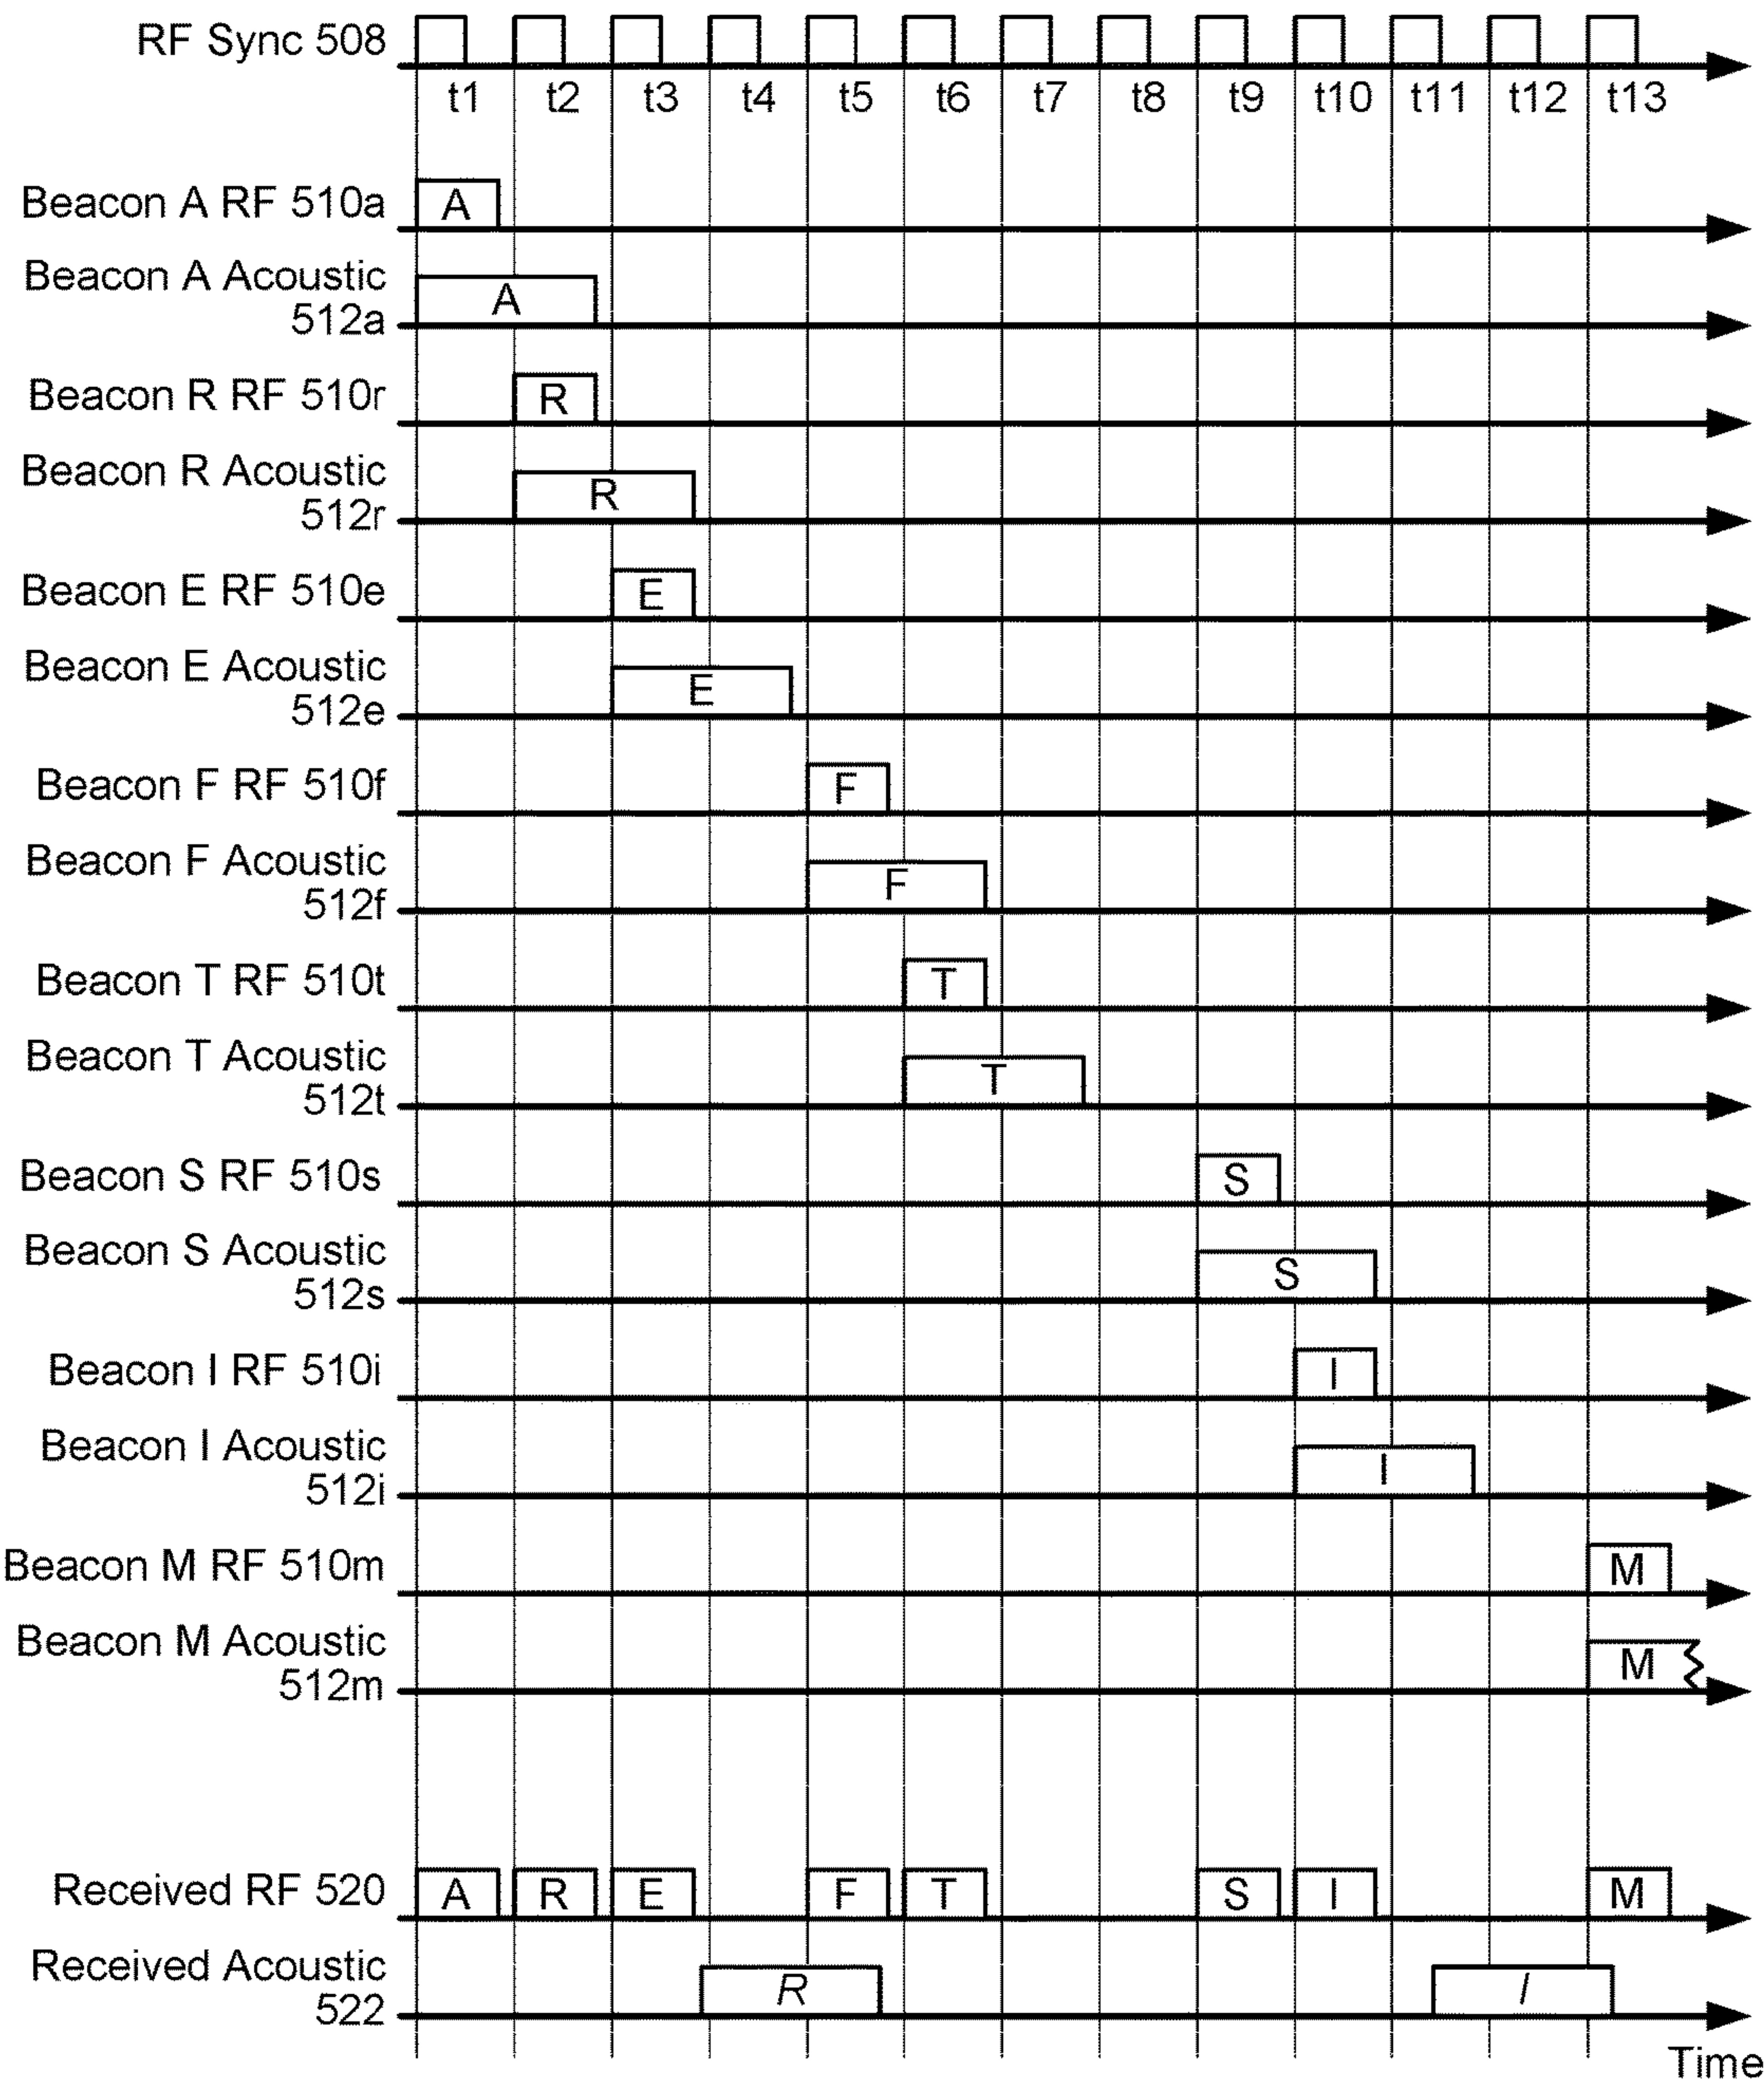 RF Sync 508
t1 t2 t3 t4 t5 t6 t7 t8 t9 t10 t11 t12 t13
Beacon A RF 510a
A
Beacon A Acoustic
512a
A
Beacon R RF 510r
R
Beacon R Acoustic
512r
R
Beacon E RF 510e
E
Beacon E Acoustic
512e
E
Beacon F RF 510f
F
Beacon F Acoustic
512f
F
Beacon T RF 510t
T
Beacon T Acoustic
512t
T
Beacon S RF 510s
S
Beacon S Acoustic
512s
S
Beacon I RF 510i
I
Beacon I Acoustic
512i
I
Beacon M RF 510m
M
Beacon M Acoustic
512m
M
Received RF 520
A R E F T S I M
Received Acoustic
522
R I
Time